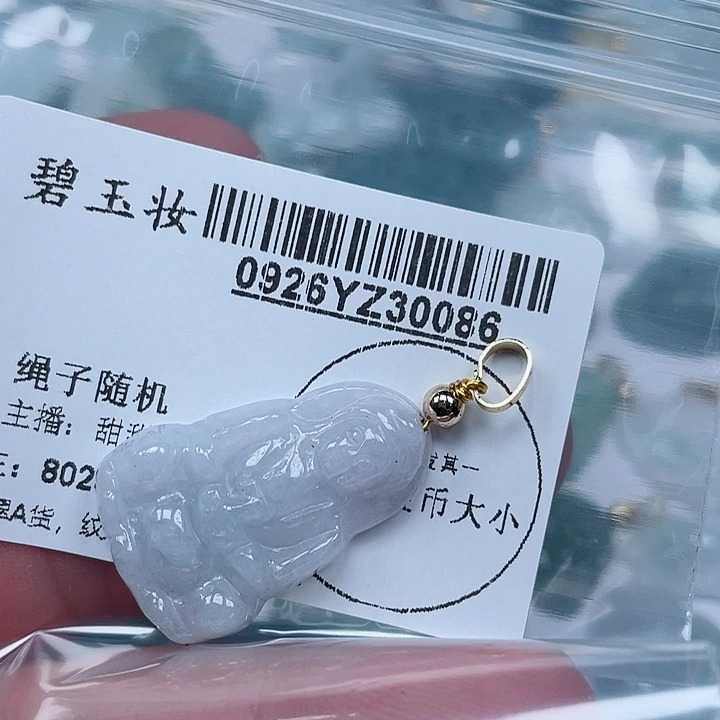 碧玉妆
0926YZ30086
绳子随机
主播：甜
802
发其一
币大小
A货，